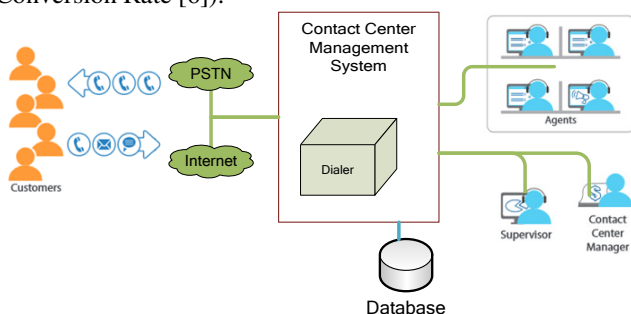 Conversion Rate [6]).
Contact Center
Management
System
PSTN
Internet
Dialer
Customers
Agents
Supervisor
Contact
Center
Manager
Database